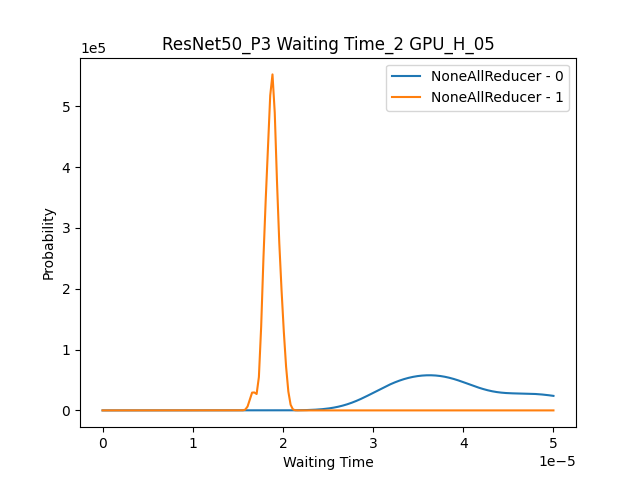 ResNet50_P3 Waiting Time_2 GPU_H_05
1e5
NoneAllReducer - 0
NoneAllReducer - 1
5
4
3
2
1
0
Probability
0 1 2 3 4 5
1e−5
Waiting Time